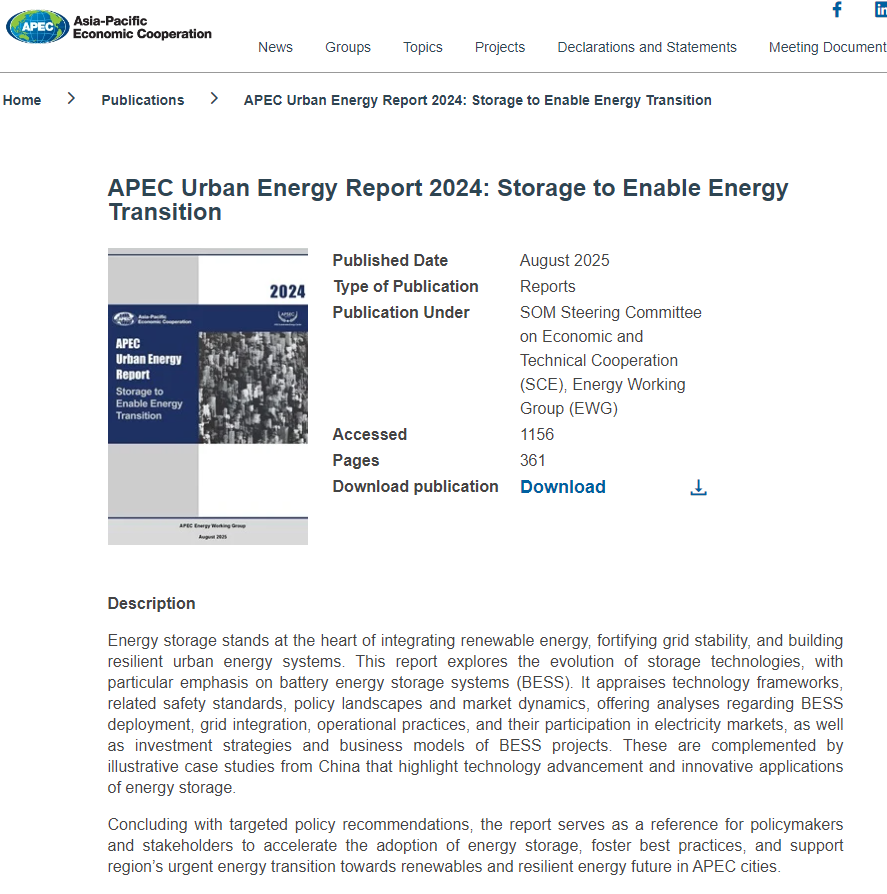 APEC
Asia-Pacific
Economic Cooperation
News Groups Topics Projects Declarations and Statements Meeting Document
Home > Publications > APEC Urban Energy Report 2024: Storage to Enable Energy Transition
APEC Urban Energy Report 2024: Storage to Enable Energy
Transition
2024
Asia-Pacific
Economic Cooperation
APEC
Urban Energy
Report
Storage to
Enable Energy
Transition
APEC Energy Working Group
August 2025
Published Date August 2025
Type of Publication Reports
Publication Under SOM Steering Committee
on Economic and
Technical Cooperation
(SCE), Energy Working
Group (EWG)
Accessed 1156
Pages 361
Download publication Download
Description
Energy storage stands at the heart of integrating renewable energy, fortifying grid stability, and building
resilient urban energy systems. This report explores the evolution of storage technologies, with
particular emphasis on battery energy storage systems (BESS). It appraises technology frameworks,
related safety standards, policy landscapes and market dynamics, offering analyses regarding BESS
deployment, grid integration, operational practices, and their participation in electricity markets, as well
as investment strategies and business models of BESS projects. These are complemented by
illustrative case studies from China that highlight technology advancement and innovative applications
of energy storage.
Concluding with targeted policy recommendations, the report serves as a reference for policymakers
and stakeholders to accelerate the adoption of energy storage, foster best practices, and support
region's urgent energy transition towards renewables and resilient energy future in APEC cities.